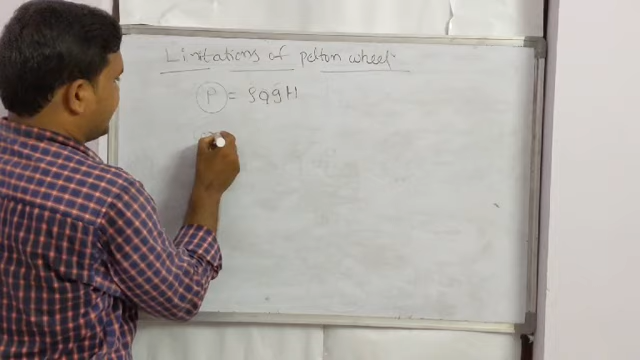 Limitations of pelton wheel
P = ρQgH